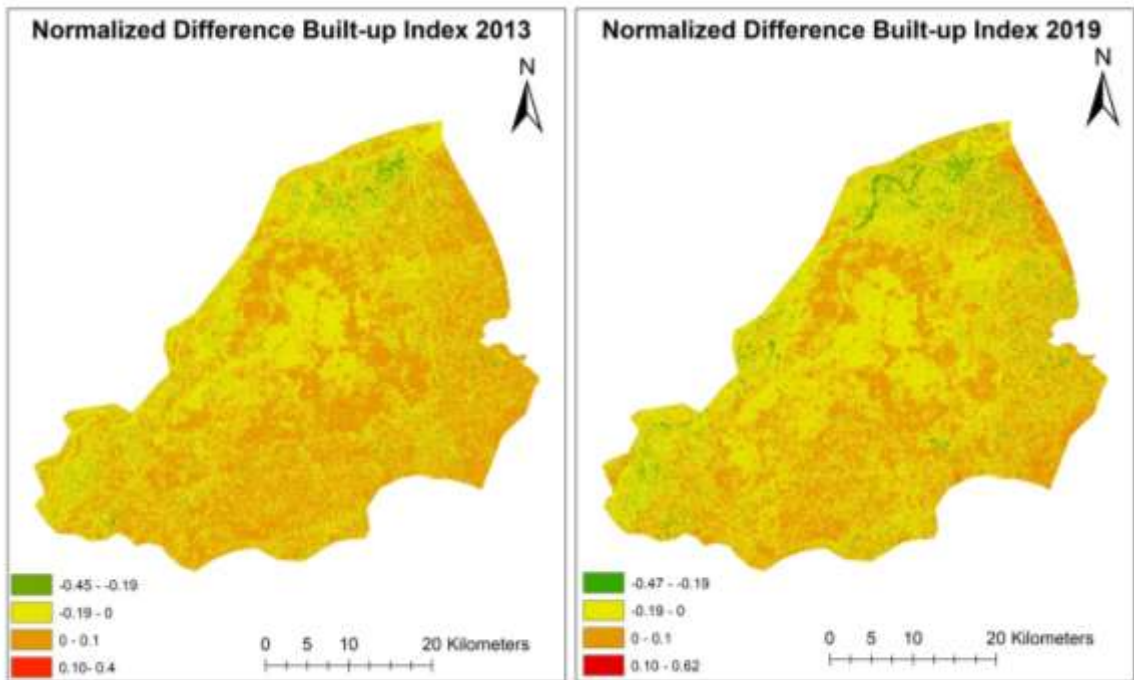 Normalized Difference Built-up Index 2013
N
-0.45 - -0.19
-0.19 - 0
0 - 0.1
0.10- 0.4
0 5 10 20 Kilometers
Normalized Difference Built-up Index 2019
N
-0.47 - -0.19
-0.19 - 0
0 - 0.1
0.10 - 0.62
0 5 10 20 Kilometers